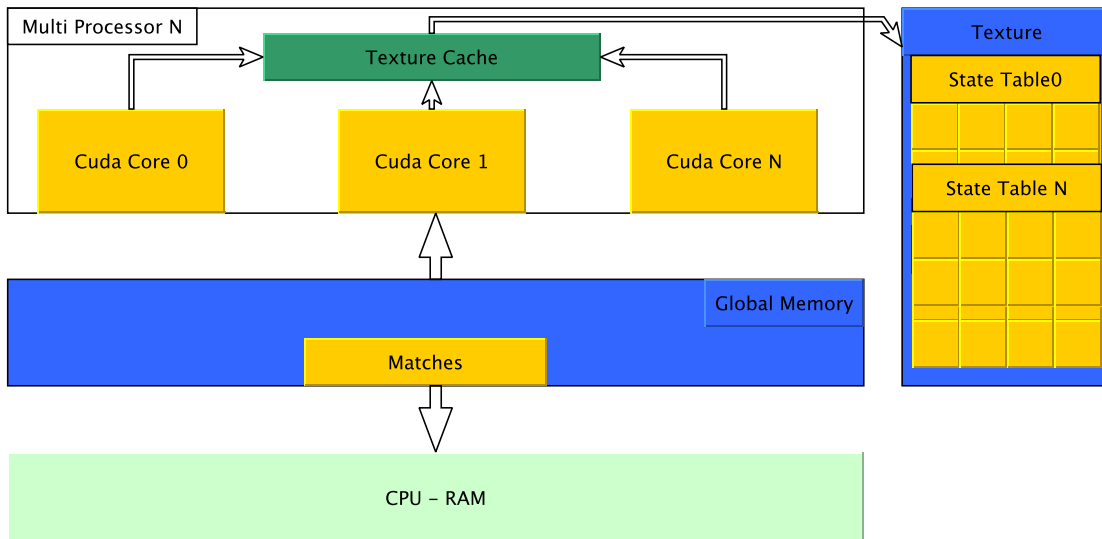 Multi Processor N
Texture Cache
Texture
State Table0
Cuda Core 0
Cuda Core 1
Cuda Core N
State Table N
Global Memory
Matches
CPU – RAM